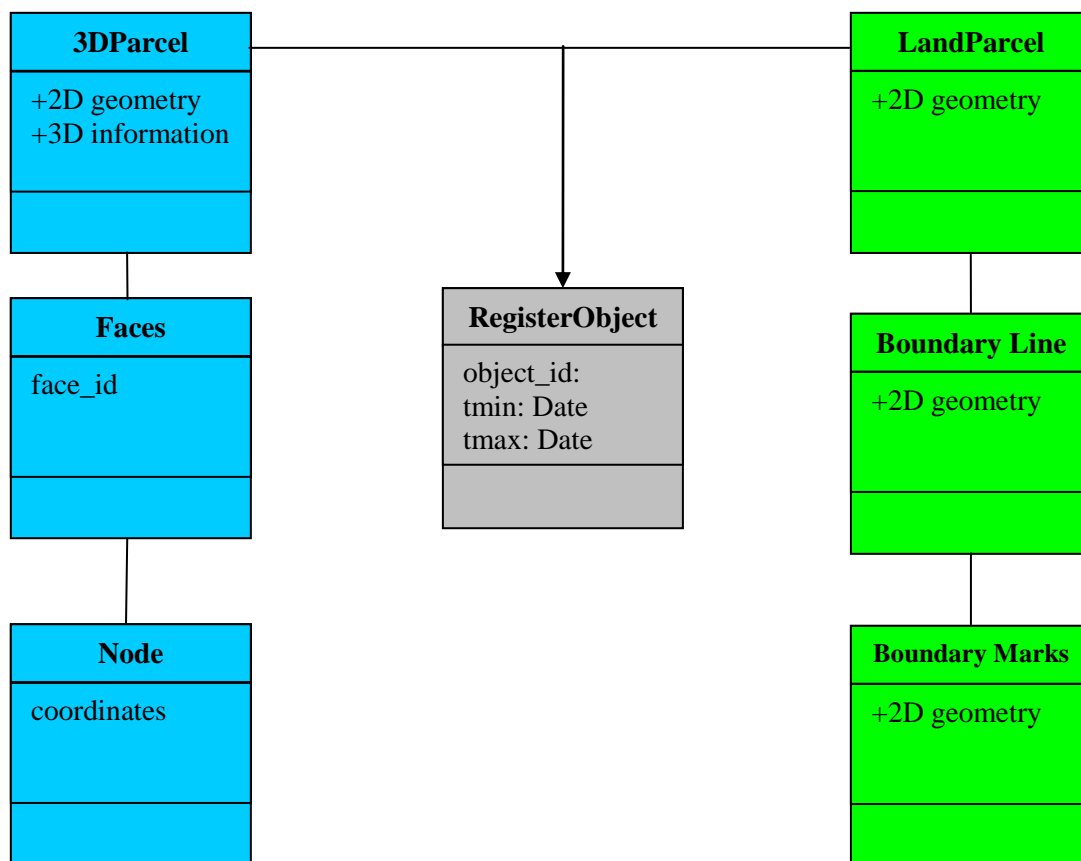 3DParcel
+2D geometry
+3D information
LandParcel
+2D geometry
Faces
face_id
RegisterObject
object_id:
tmin: Date
tmax: Date
Boundary Line
+2D geometry
Node
coordinates
Boundary Marks
+2D geometry